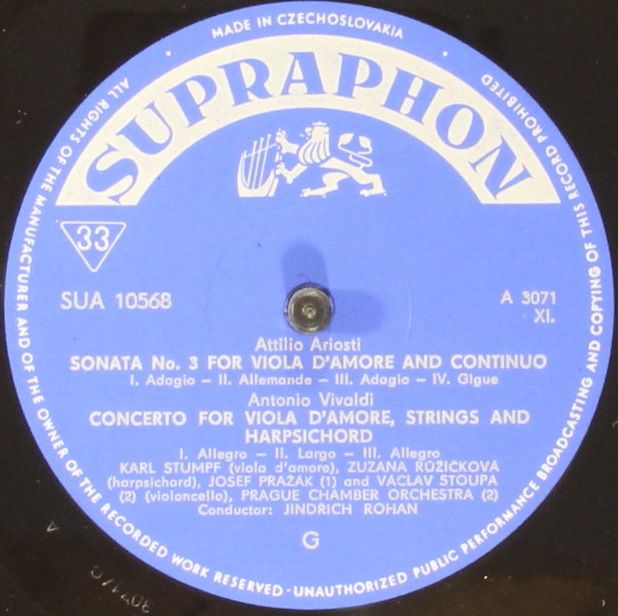 MADE IN CZECHOSLOVAKIA
ALL RIGHTS OF THE MANUFACTURER AND OF THE OWNER OF THE RECORDED WORK RESERVED - UNAUTHORIZED PUBLIC PERFORMANCE BROADCASTING AND COPYING OF THIS RECORD PROHIBITED
SUPRAPHON
33
SUA 10568
A 3071
XI.
Attilio Ariosti
SONATA No. 3 FOR VIOLA D'AMORE AND CONTINUO
I. Adagio – II. Allemande – III. Adagio – IV. Gigue
Antonio Vivaldi
CONCERTO FOR VIOLA D'AMORE, STRINGS AND
HARPSICHORD
I. Allegro – II. Largo – III. Allegro
KARL STUMPF (viola d'amore), ZUZANA RŮŽIČKOVÁ
(harpsichord), JOSEF PRAŽÁK (1) and VÁCLAV STOUPA
(2) (violoncello), PRAGUE CHAMBER ORCHESTRA (2)
Conductor: JINDŘICH ROHAN
G